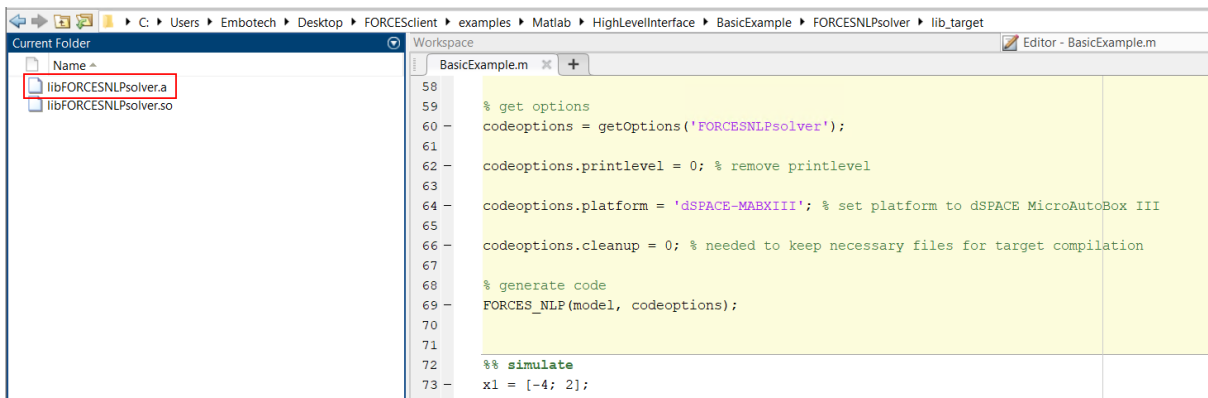 C: ▸ Users ▸ Embotech ▸ Desktop ▸ FORCESclient ▸ examples ▸ Matlab ▸ HighLevelInterface ▸ BasicExample ▸ FORCESNLPsolver ▸ lib_target
Current Folder
Name
libFORCESNLPsolver.a
libFORCESNLPsolver.so
Workspace
Editor - BasicExample.m
BasicExample.m
58
59 % get options
60 – codeoptions = getOptions('FORCESNLPsolver');
61
62 – codeoptions.printlevel = 0; % remove printlevel
63
64 – codeoptions.platform = 'dSPACE-MABXIII'; % set platform to dSPACE MicroAutoBox III
65
66 – codeoptions.cleanup = 0; % needed to keep necessary files for target compilation
67
68 % generate code
69 – FORCES_NLP(model, codeoptions);
70
71
72 %% simulate
73 – x1 = [-4; 2];